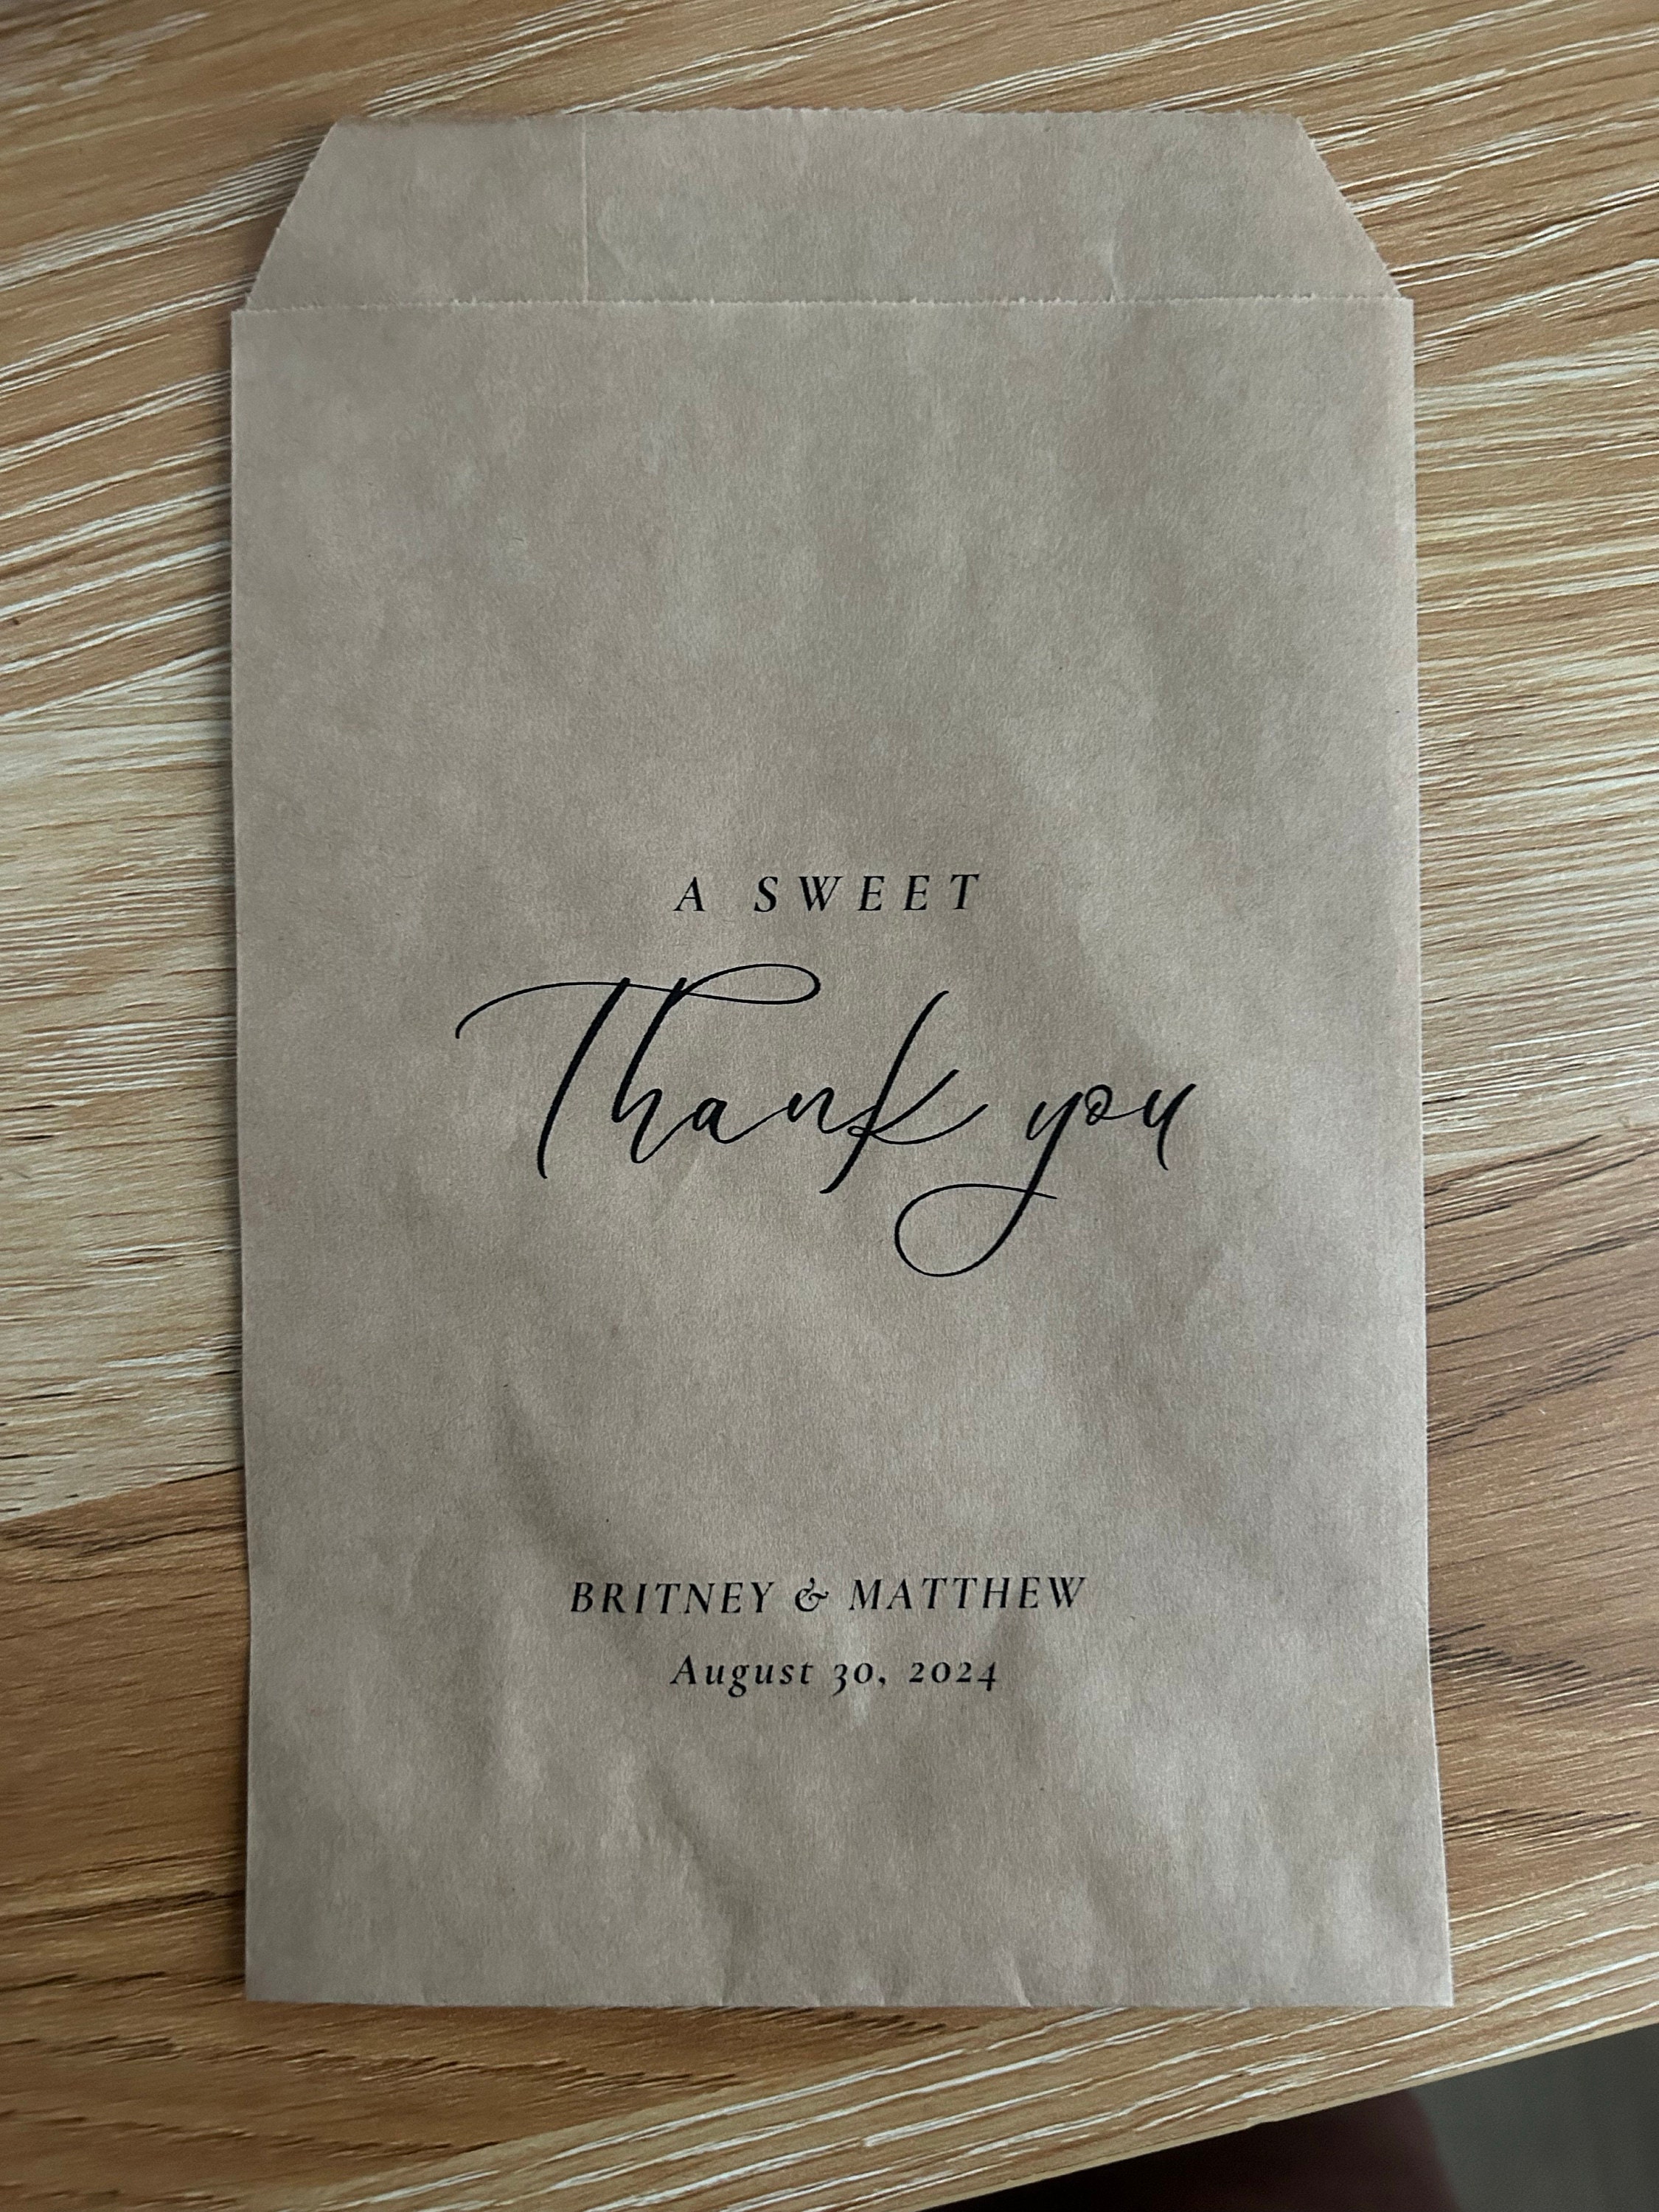 A SWEET
Thank you
BRITNEY & MATTHEW
August 30, 2024